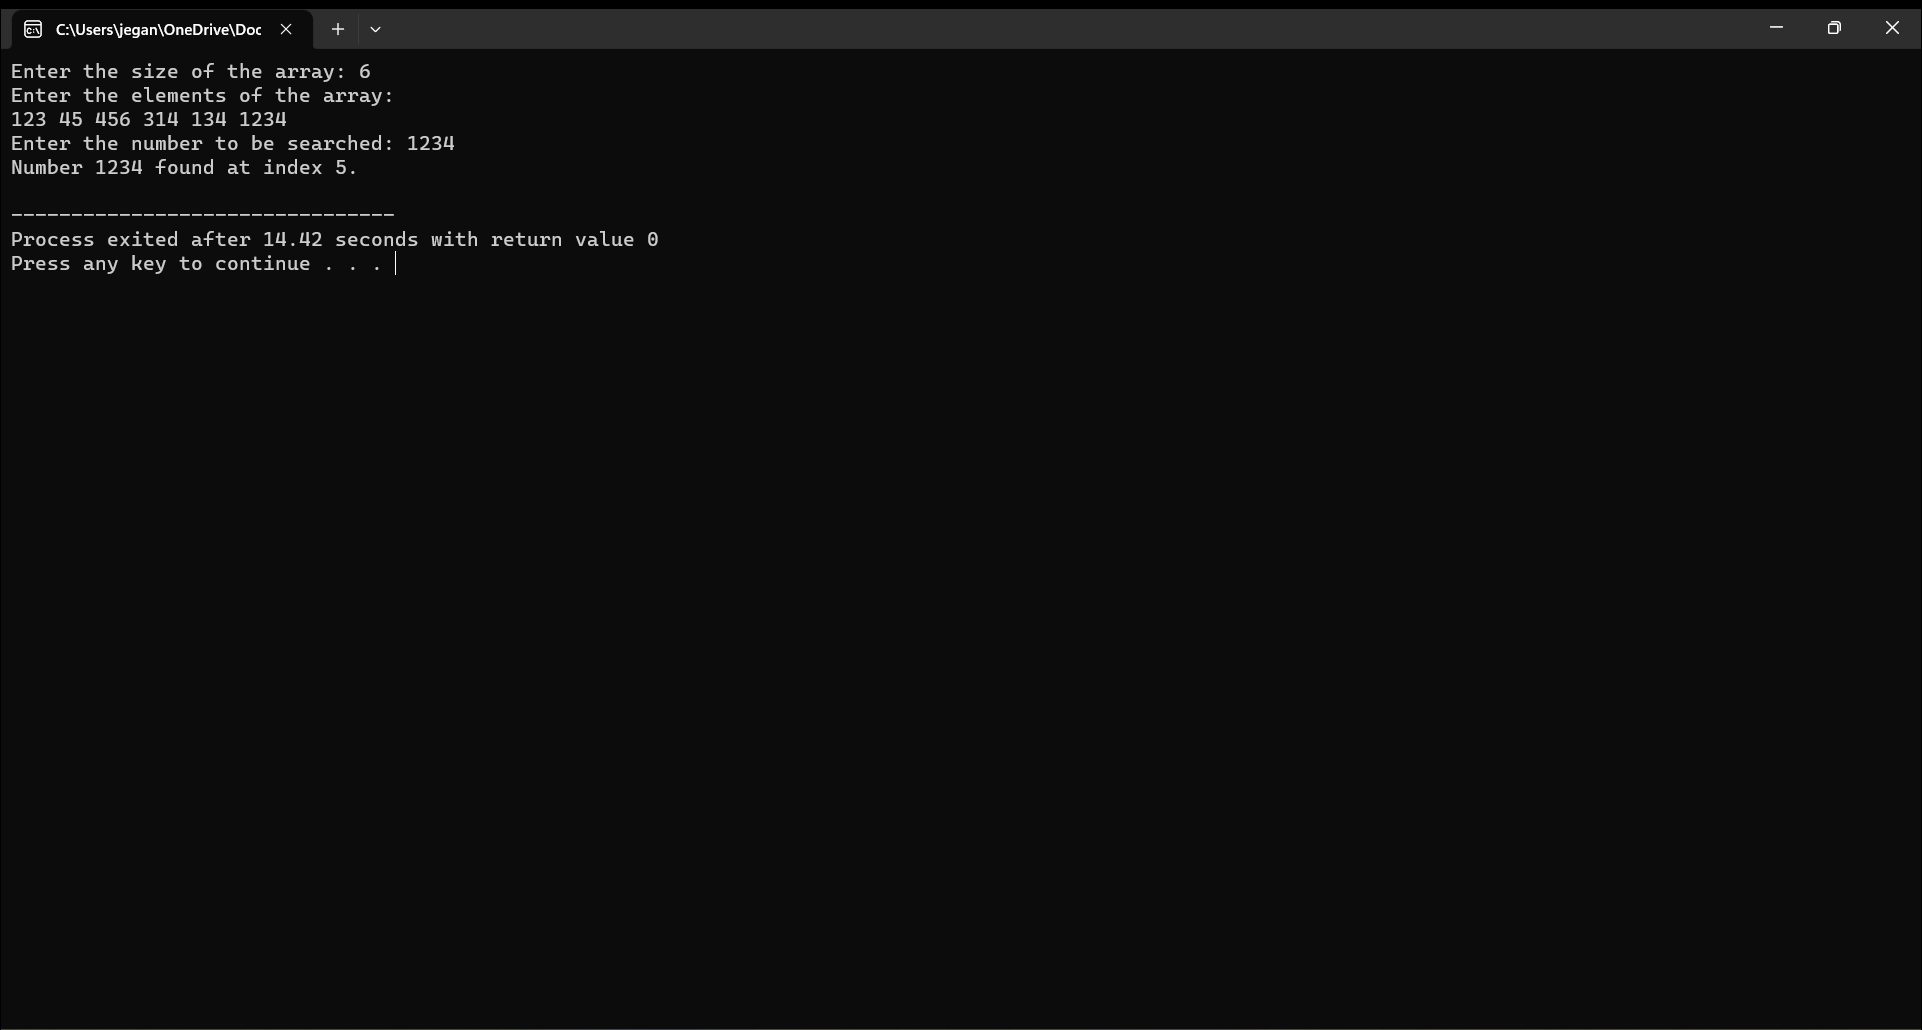 C:\Users\jegan\OneDrive\Doc
Enter the size of the array: 6
Enter the elements of the array:
123 45 456 314 134 1234
Enter the number to be searched: 1234
Number 1234 found at index 5.
--------------------------------
Process exited after 14.42 seconds with return value 0
Press any key to continue . . .